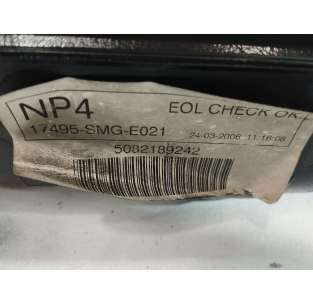 NP4 EOL CHECK OK
17495-SMG-E021 24-03-2006 11:16:08
5082189242